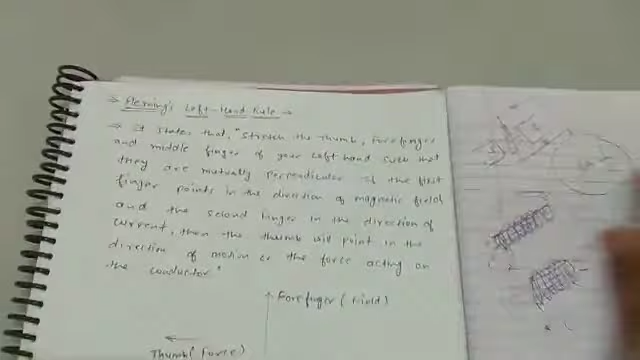 ⇒ Fleming's Left-Hand Rule →
⇒ It states that, "Stretch the thumb, forefinger
and middle finger of your left hand such that
they are mutually perpendicular if the first
finger points in the direction of magnetic field
and the second finger in the direction of
current, then the thumb will point in the
direction of motion or the force acting on
the conductor."
Forefinger (Field)
Thumb (Force)